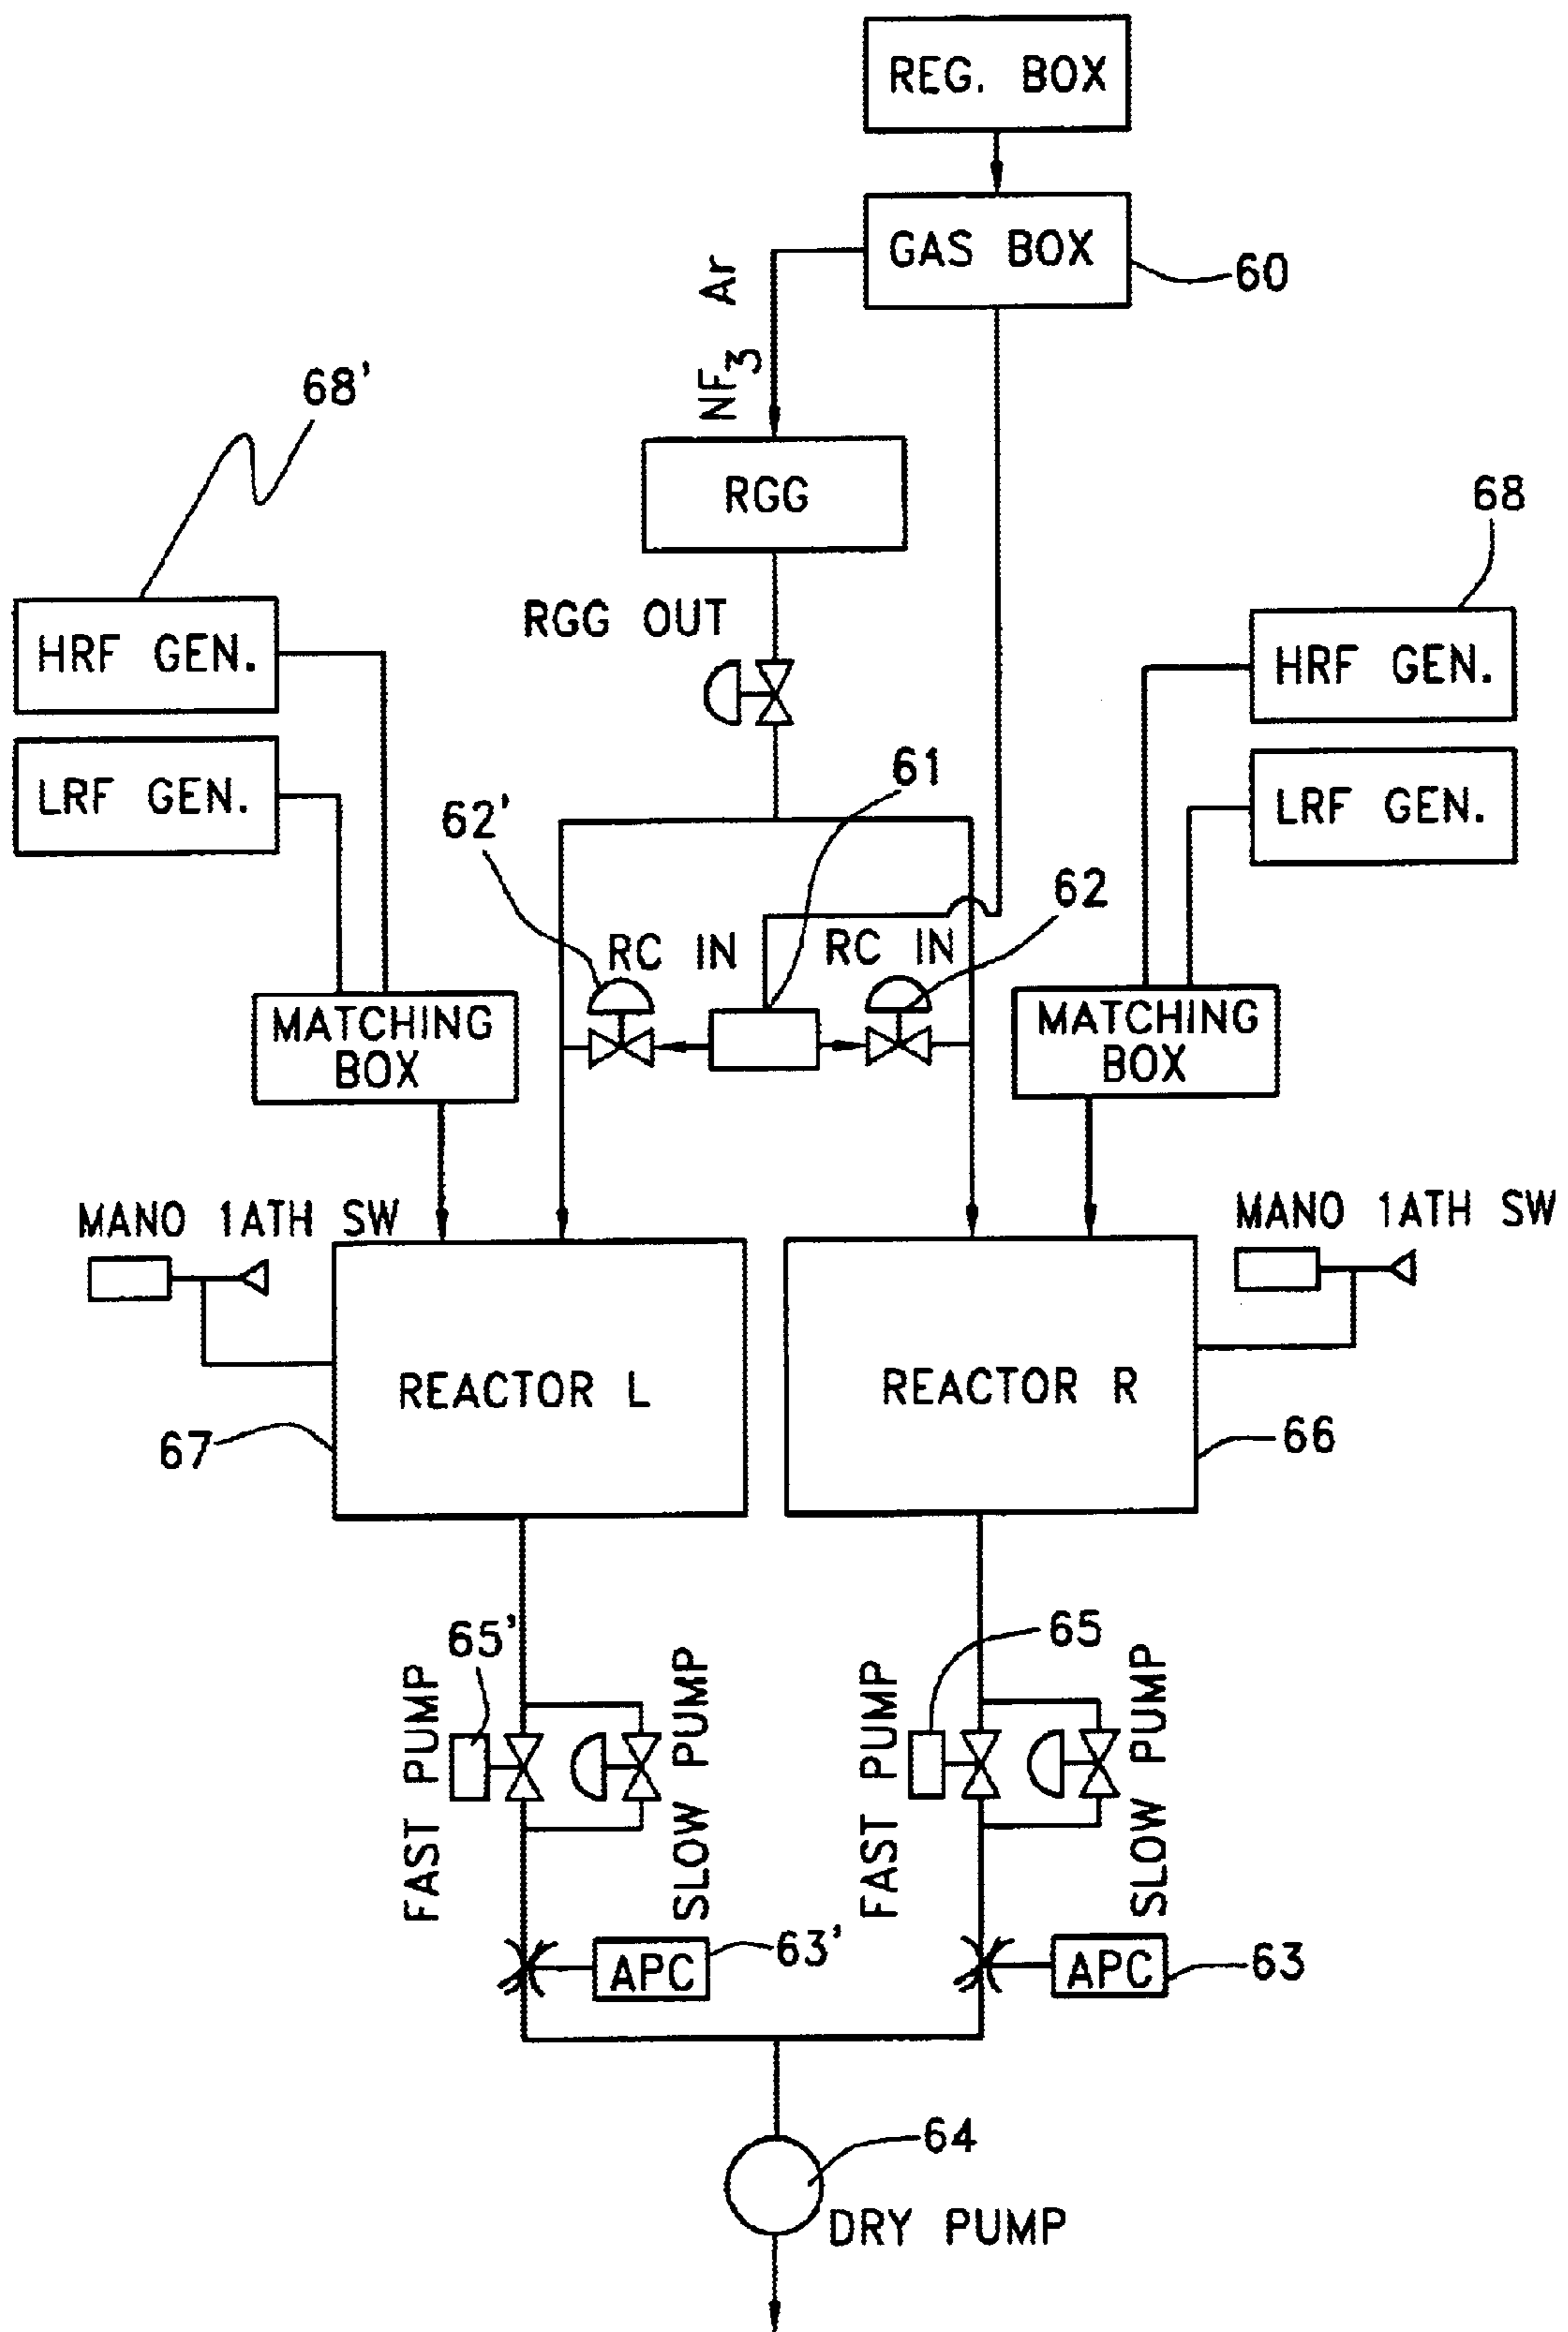 REG. BOX
GAS BOX
60
NF3 Ar
68'
RGG
68
RGG OUT
HRF GEN.
HRF GEN.
LRF GEN.
LRF GEN.
61
62'
62
RC IN
RC IN
MATCHING
BOX
MATCHING
BOX
MANO 1ATH SW
MANO 1ATH SW
REACTOR L
REACTOR R
67
66
65'
65
FAST PUMP
SLOW PUMP
FAST PUMP
SLOW PUMP
APC
63'
APC
63
64
DRY PUMP